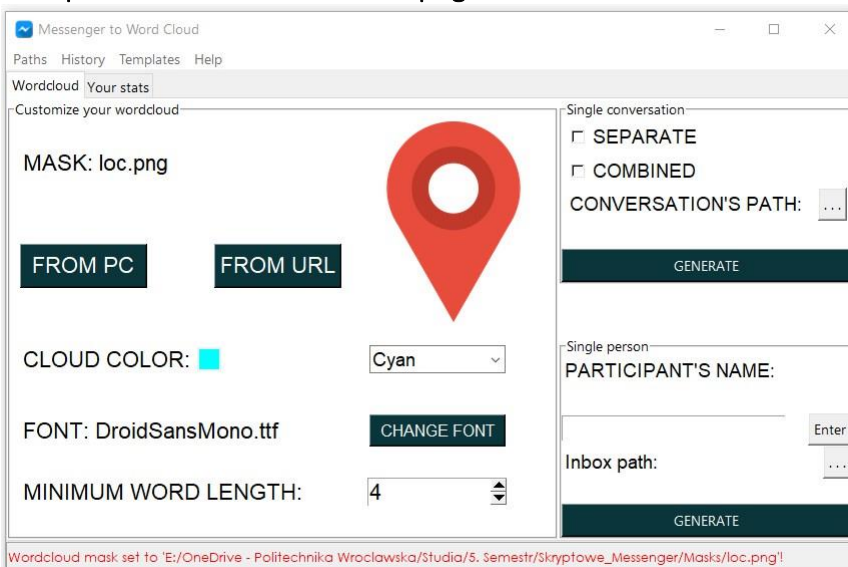 Messenger to Word Cloud
Paths History Templates Help
Wordcloud Your stats
Customize your wordcloud
MASK: loc.png
FROM PC
FROM URL
CLOUD COLOR:
Cyan
FONT: DroidSansMono.ttf
CHANGE FONT
MINIMUM WORD LENGTH:
4
Single conversation
SEPARATE
COMBINED
CONVERSATION'S PATH:
...
GENERATE
Single person
PARTICIPANT'S NAME:
Enter
Inbox path:
...
GENERATE
Wordcloud mask set to 'E:/OneDrive - Politechnika Wroclawska/Studia/5. Semestr/Skryptowe_Messenger/Masks/loc.png'!